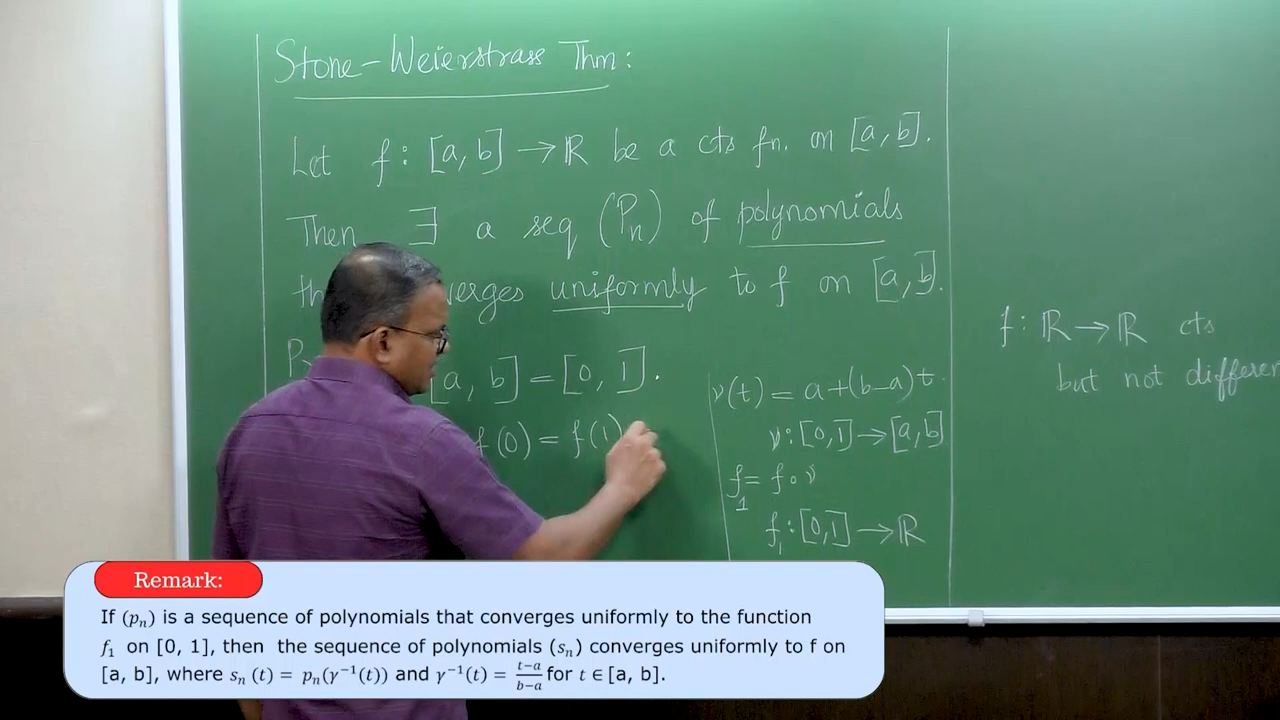 Stone-Weierstrass Thm:
Let f: [a, b] → ℝ be a cts fn. on [a, b].
Then ∃ a seq (Pₙ) of polynomials
uniformly to f on [a, b].
[a, b] = [0, 1].
f(0) = f(1)
γ(t) = a+(b-a)t
γ: [0,1] → [a,b]
f₁ = f∘γ
f₁: [0,1] → ℝ
f: ℝ → ℝ cts
but not differen
Remark:
If (pₙ) is a sequence of polynomials that converges uniformly to the function
f₁ on [0, 1], then the sequence of polynomials (sₙ) converges uniformly to f on
[a, b], where sₙ (t) = pₙ(γ⁻¹(t)) and γ⁻¹(t) = (t-a)/(b-a) for t ∈ [a, b].